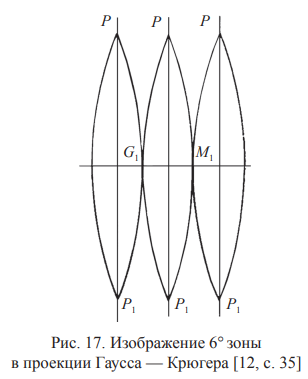 P P P
G₁ M₁
P₁ P₁ P₁
Рис. 17. Изображение 6° зоны
в проекции Гаусса — Крюгера [12, с. 35]